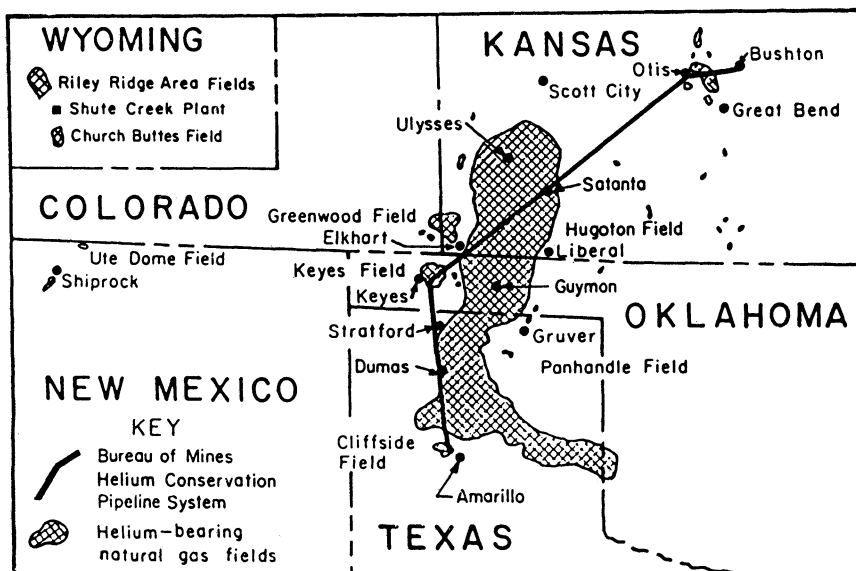 WYOMING
Riley Ridge Area Fields
Shute Creek Plant
Church Buttes Field
KANSAS
Otis
Bushton
Scott City
Great Bend
Ulysses
Satanta
COLORADO
Greenwood Field
Elkhart
Hugoton Field
Liberal
Ute Dome Field
Shiprock
Keyes Field
Keyes
Guymon
OKLAHOMA
Stratford
Gruver
Dumas
Panhandle Field
NEW MEXICO
KEY
Bureau of Mines
Helium Conservation
Pipeline System
Helium-bearing
natural gas fields
Cliffside
Field
Amarillo
TEXAS